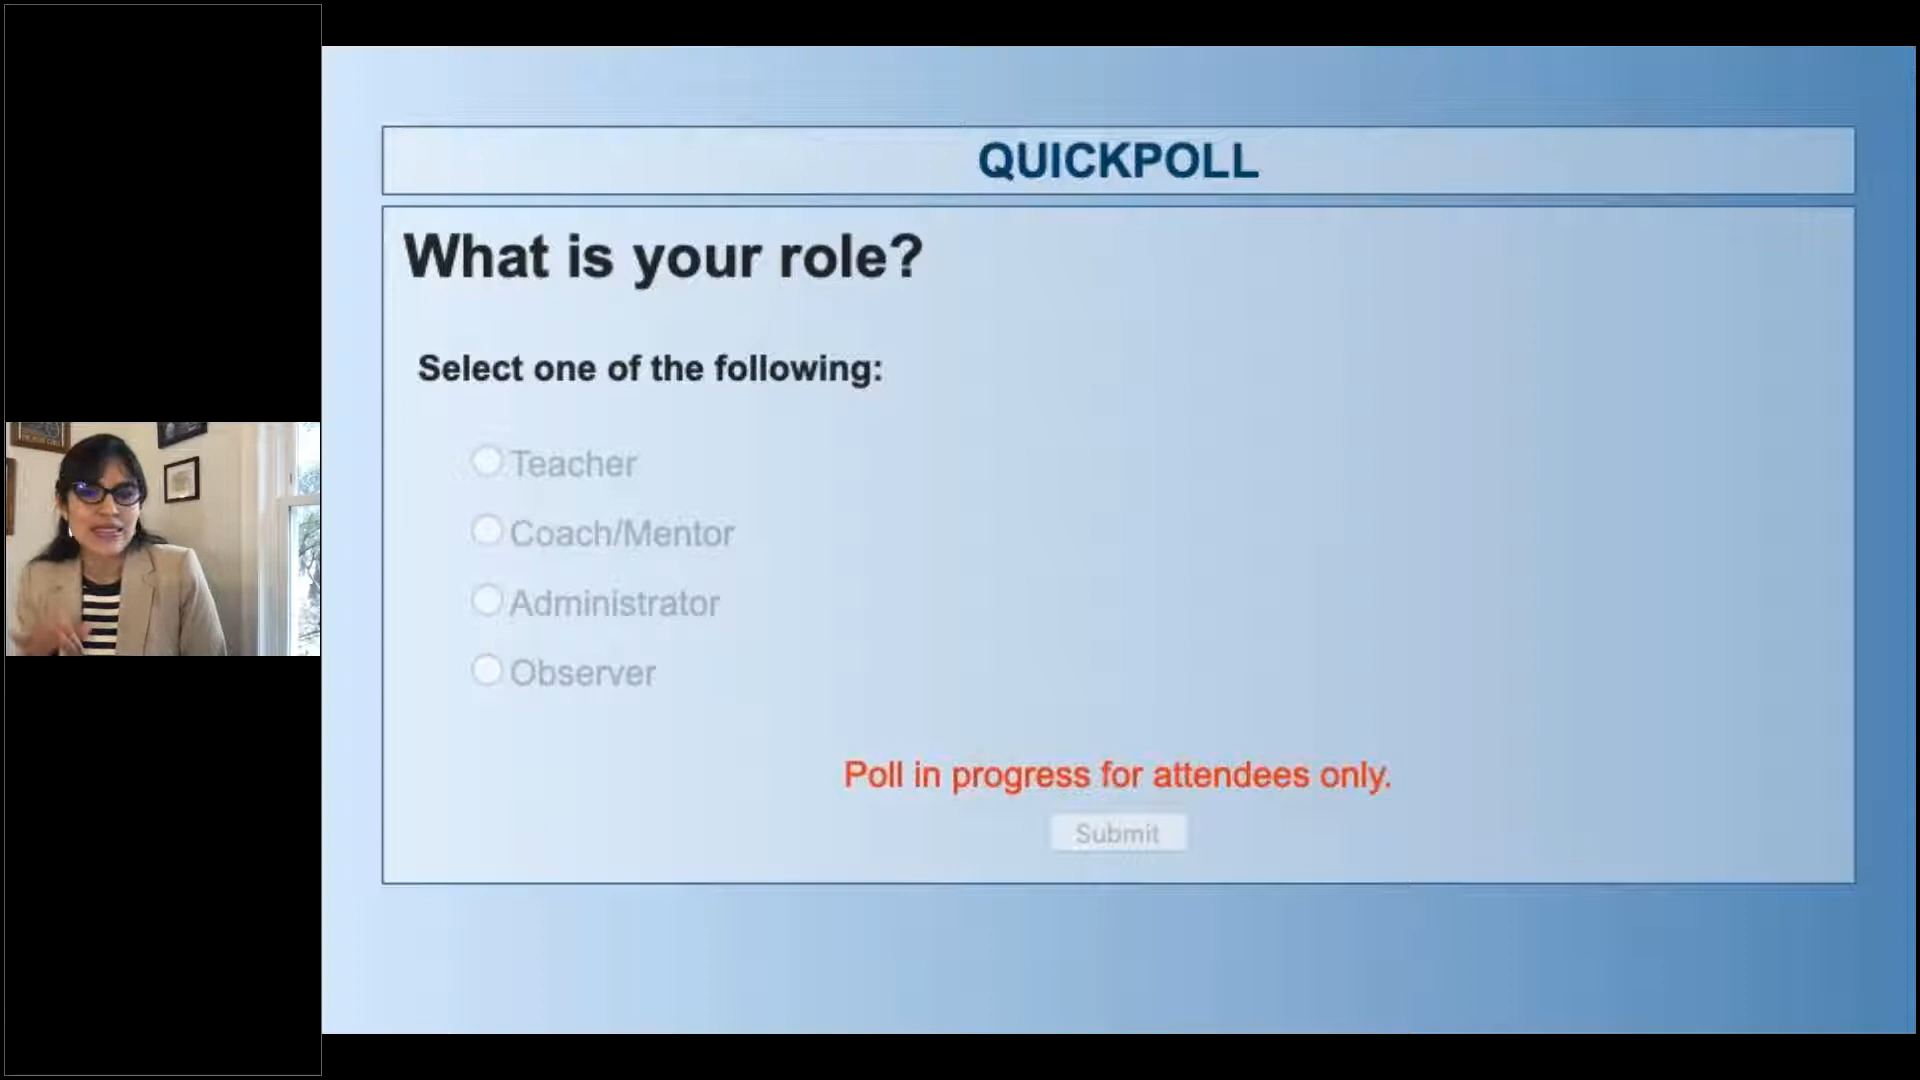 QUICKPOLL
What is your role?
Select one of the following:
Teacher
Coach/Mentor
Administrator
Observer
Poll in progress for attendees only.
Submit